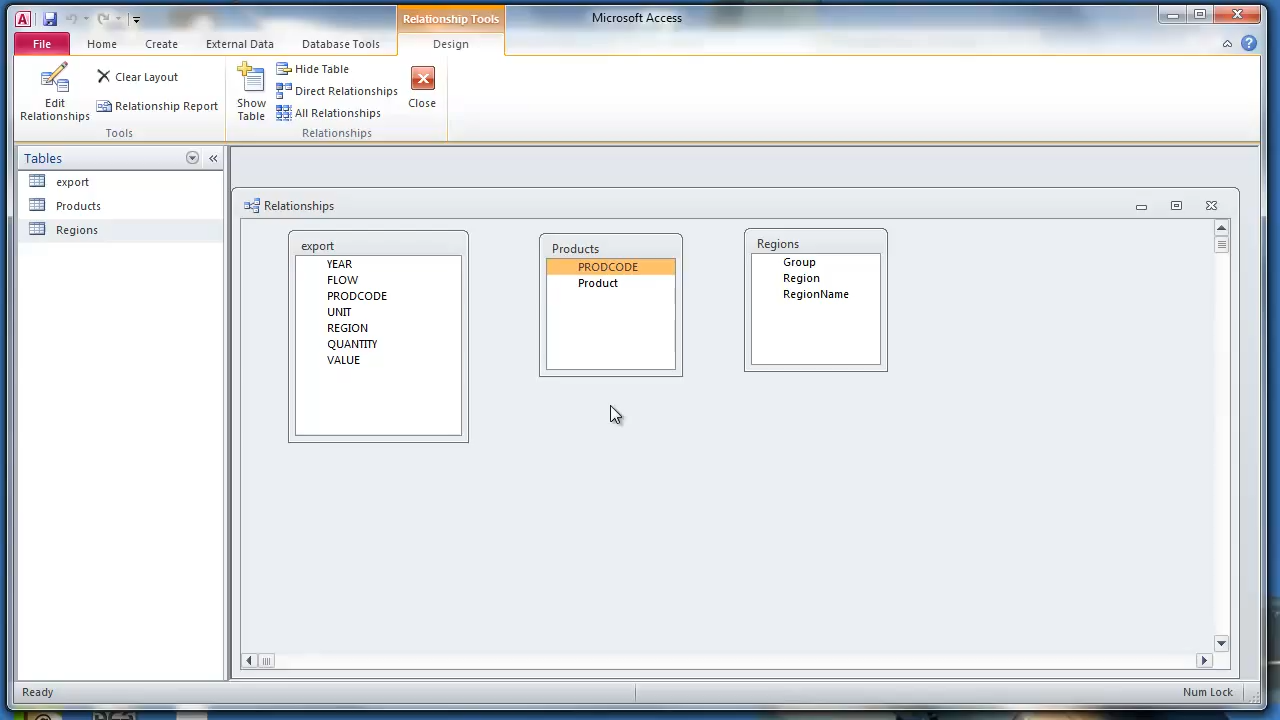 Relationship Tools
Microsoft Access
File
Home
Create
External Data
Database Tools
Design
Edit Relationships
Clear Layout
Relationship Report
Tools
Show Table
Hide Table
Direct Relationships
All Relationships
Close
Relationships
Tables
export
Products
Regions
Relationships
export
YEAR
FLOW
PRODCODE
UNIT
REGION
QUANTITY
VALUE
Products
PRODCODE
Product
Regions
Group
Region
RegionName
Ready
Num Lock